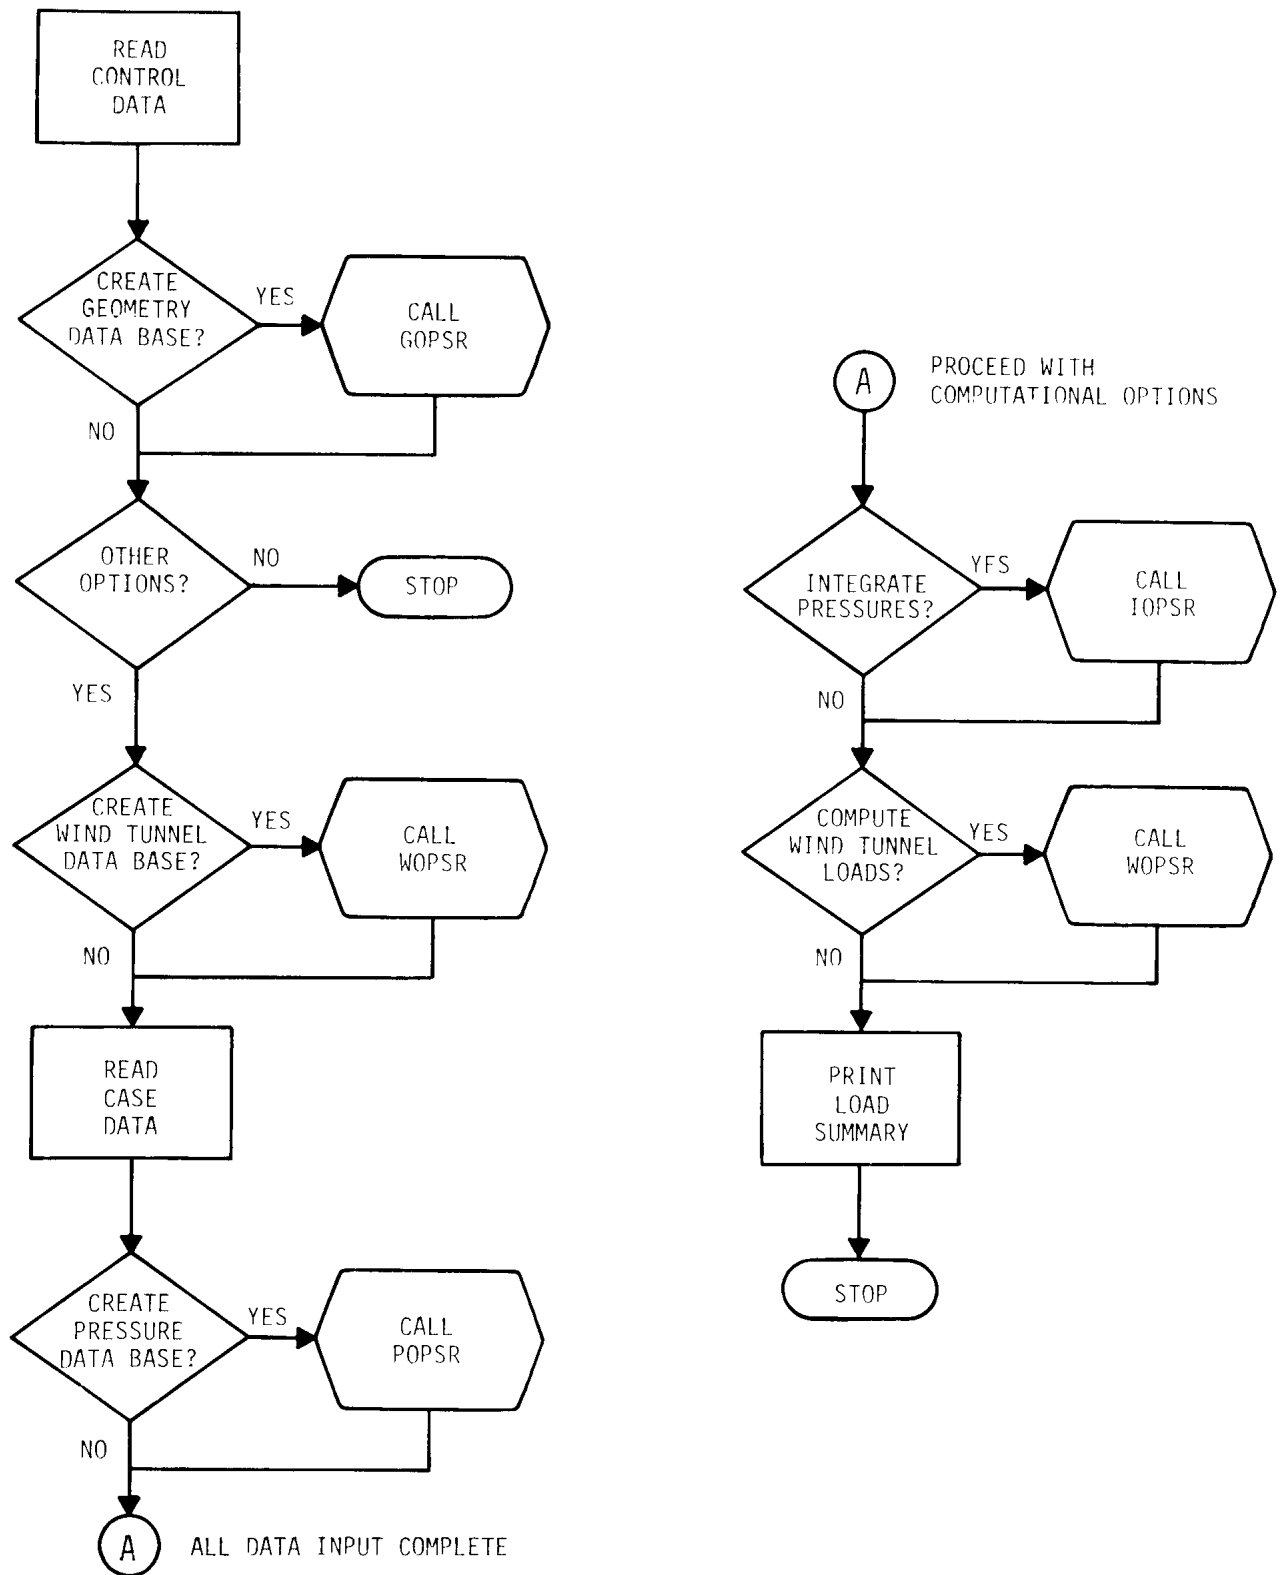 READ
CONTROL
DATA
CREATE
GEOMETRY
DATA BASE?
YES
CALL
GOPSR
NO
OTHER
OPTIONS?
NO
STOP
YES
CREATE
WIND TUNNEL
DATA BASE?
YES
CALL
WOPSR
NO
READ
CASE
DATA
CREATE
PRESSURE
DATA BASE?
YES
CALL
POPSR
NO
A
ALL DATA INPUT COMPLETE
A
PROCEED WITH
COMPUTATIONAL OPTIONS
INTEGRATE
PRESSURES?
YES
CALL
IOPSR
NO
COMPUTE
WIND TUNNEL
LOADS?
YES
CALL
WOPSR
NO
PRINT
LOAD
SUMMARY
STOP